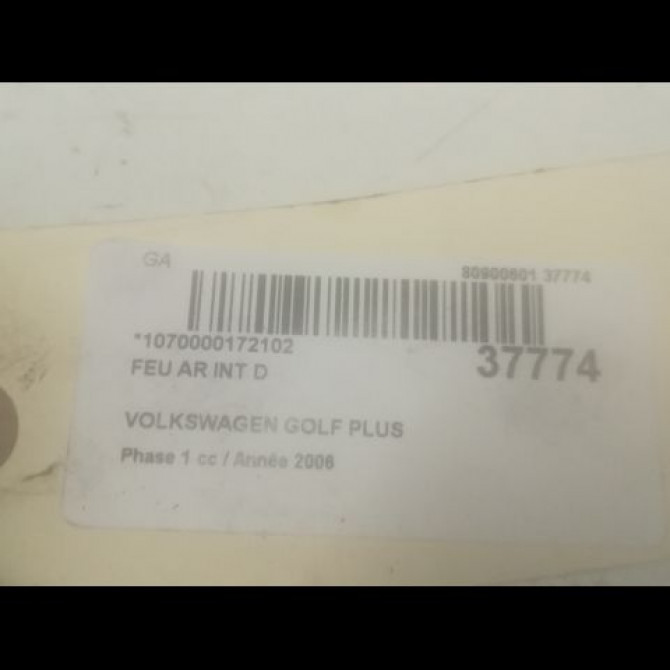 GA
80900601 37774
*1070000172102
37774
FEU AR INT D
VOLKSWAGEN GOLF PLUS
Phase 1 cc / Année 2006